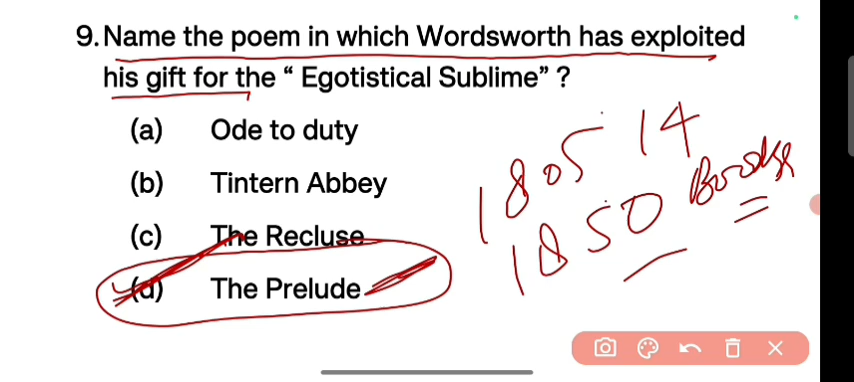 9. Name the poem in which Wordsworth has exploited
his gift for the “ Egotistical Sublime” ?
(a) Ode to duty
(b) Tintern Abbey
(c) The Recluse
(d) The Prelude
1805 14
1850 Books